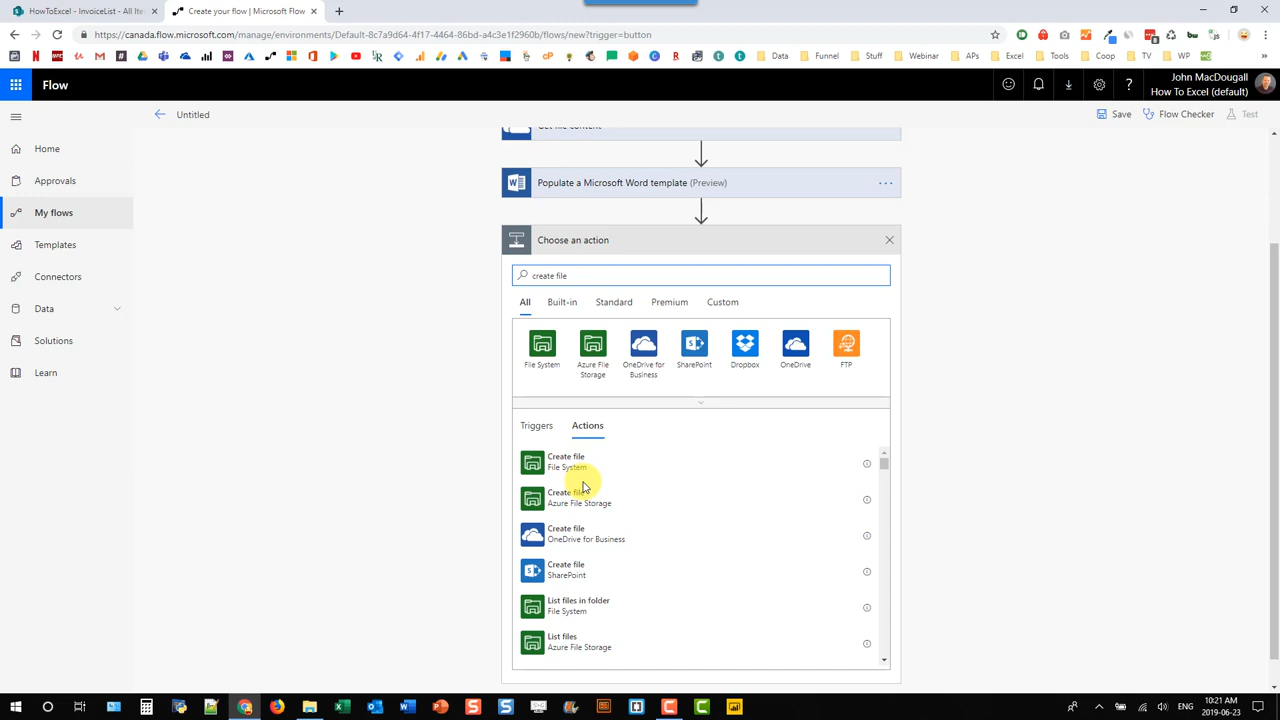 HowToExcel - InvoiceList - All Ite
Create your flow | Microsoft Flow
https://canada.flow.microsoft.com/manage/environments/Default-8c7a9d64-4f17-4464-86bd-a4c3e1f2960b/flows/new?trigger=button
Data
Funnel
Stuff
Webinar
APs
Excel
Tools
Coop
TV
WP
Flow
John MacDougall
How To Excel (default)
Untitled
Save
Flow Checker
Test
Home
Approvals
My flows
Templates
Connectors
Data
Solutions
Learn
Get file content
Populate a Microsoft Word template (Preview)
Choose an action
create file
All
Built-in
Standard
Premium
Custom
File System
Azure File Storage
OneDrive for Business
SharePoint
Dropbox
OneDrive
FTP
Triggers
Actions
Create file
File System
Create file
Azure File Storage
Create file
OneDrive for Business
Create file
SharePoint
List files in folder
File System
List files
Azure File Storage
ENG
10:21 AM
2019-06-23